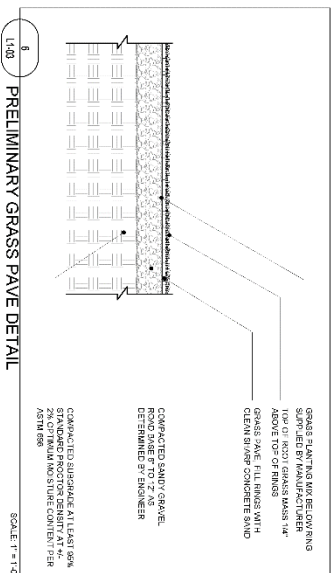 GRASS PLANTING MIX BELOW RING
SUPPLIED BY MANUFACTURER
TOP OF ROOT GRASS MASS 1/4"
ABOVE TOP OF RINGS
GRASS PAVE, FILL RINGS WITH
CLEAN SHARP CONCRETE SAND
COMPACTED SANDY GRAVEL
ROAD BASE 6" TO 12" AS
DETERMINED BY ENGINEER
COMPACTED SUBGRADE AT LEAST 95%
STANDARD PROCTOR DENSITY AT +/-
2% OPTIMUM MOISTURE CONTENT PER
ASTM 698
6
L1-03
PRELIMINARY GRASS PAVE DETAIL
SCALE: 1" = 1'-0